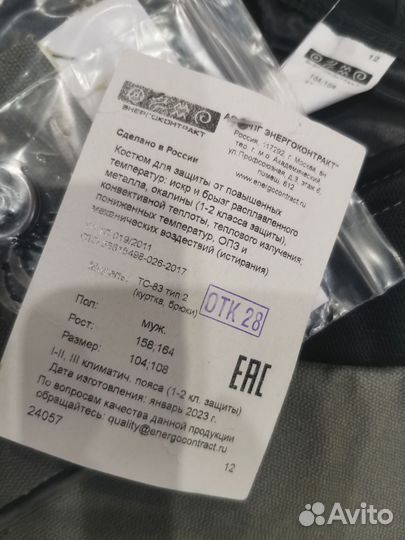 ЭНЕРГОКОНТРАКТ
Сделано в России
ЭНЕРГОКОНТРАКТ"
Россия, 117292, г. Москва, вн.
тер. г. м.о. Академический
ул. Профсоюзная д.3, этаж 6,
помещ. 612
www.energocontract.ru
Костюм для защиты от повышенных
температур: искр и брызг расплавленного
металла, окалины (1-2 класса защиты),
конвективной теплоты, теплового излучения;
пониженных температур, ОПЗ и
механических воздествий (истирания)
019/2011
026-2017
ТС-83 тип 2
(куртка, брюки)
ОТК 28
Пол: муж.
Рост: 158;164
Размер: 104;108
I-II, III климатич. пояса (1-2 кл. защиты)
Дата изготовления: январь 2023 г.
По вопросам качества данной продукции
обращайтесь: quality@energocontract.ru
24057
12
EAC
12
Avito